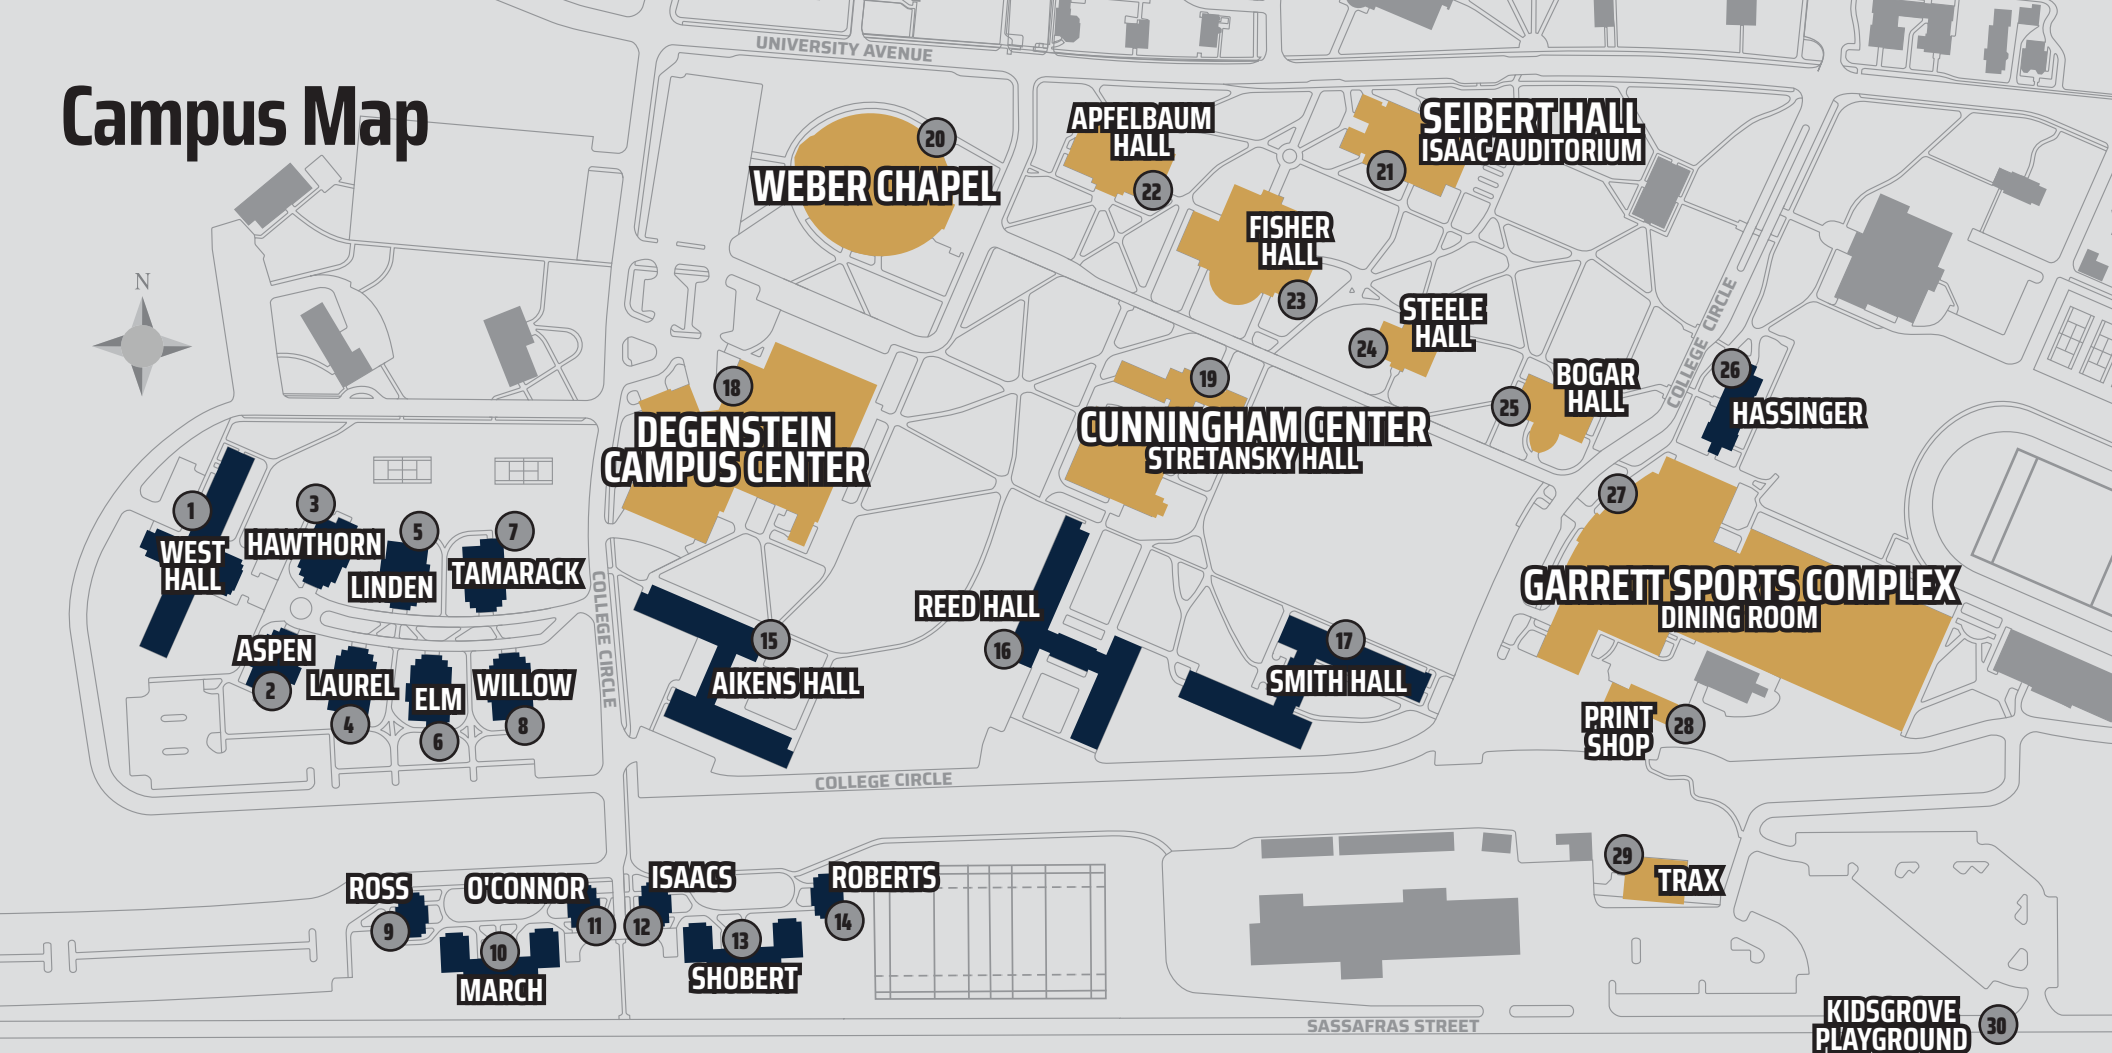 UNIVERSITY AVENUE
Campus Map
20
WEBER CHAPEL
APFELBAUM
HALL
22
SEIBERT HALL
ISAAC AUDITORIUM
21
FISHER
HALL
23
N
STEELE
HALL
24
COLLEGE CIRCLE
18
DEGENSTEIN
CAMPUS CENTER
19
CUNNINGHAM CENTER
STRETANSKY HALL
BOGAR
HALL
25
26
HASSINGER
27
GARRETT SPORTS COMPLEX
DINING ROOM
1
WEST
HALL
3
HAWTHORN
5
LINDEN
7
TAMARACK
COLLEGE CIRCLE
ASPEN
2
LAUREL
4
ELM
6
WILLOW
8
15
AIKENS HALL
REED HALL
16
17
SMITH HALL
PRINT
SHOP
28
COLLEGE CIRCLE
ROSS
9
O'CONNOR
11
10
MARCH
ISAACS
12
13
SHOBERT
ROBERTS
14
29
TRAX
SASSAFRAS STREET
KIDSGROVE
PLAYGROUND
30